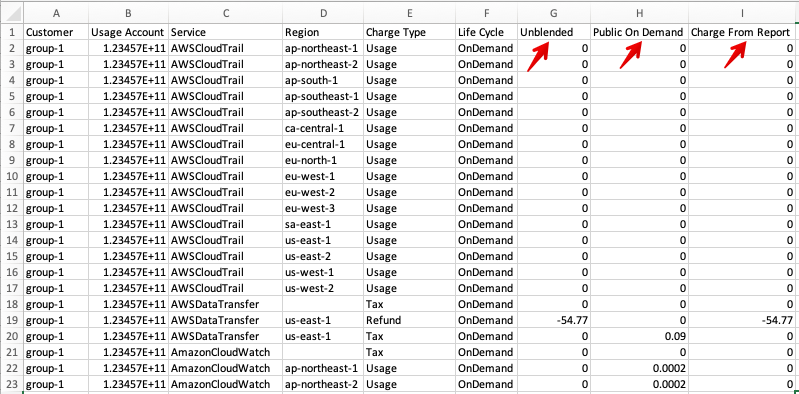 A B C D E F G H I
1 Customer Usage Account Service Region Charge Type Life Cycle Unblended Public On Demand Charge From Report
2 group-1 1.23457E+11 AWSCloudTrail ap-northeast-1 Usage OnDemand 0 0 0
3 group-1 1.23457E+11 AWSCloudTrail ap-northeast-2 Usage OnDemand 0 0 0
4 group-1 1.23457E+11 AWSCloudTrail ap-south-1 Usage OnDemand 0 0 0
5 group-1 1.23457E+11 AWSCloudTrail ap-southeast-1 Usage OnDemand 0 0 0
6 group-1 1.23457E+11 AWSCloudTrail ap-southeast-2 Usage OnDemand 0 0 0
7 group-1 1.23457E+11 AWSCloudTrail ca-central-1 Usage OnDemand 0 0 0
8 group-1 1.23457E+11 AWSCloudTrail eu-central-1 Usage OnDemand 0 0 0
9 group-1 1.23457E+11 AWSCloudTrail eu-north-1 Usage OnDemand 0 0 0
10 group-1 1.23457E+11 AWSCloudTrail eu-west-1 Usage OnDemand 0 0 0
11 group-1 1.23457E+11 AWSCloudTrail eu-west-2 Usage OnDemand 0 0 0
12 group-1 1.23457E+11 AWSCloudTrail eu-west-3 Usage OnDemand 0 0 0
13 group-1 1.23457E+11 AWSCloudTrail sa-east-1 Usage OnDemand 0 0 0
14 group-1 1.23457E+11 AWSCloudTrail us-east-1 Usage OnDemand 0 0 0
15 group-1 1.23457E+11 AWSCloudTrail us-east-2 Usage OnDemand 0 0 0
16 group-1 1.23457E+11 AWSCloudTrail us-west-1 Usage OnDemand 0 0 0
17 group-1 1.23457E+11 AWSCloudTrail us-west-2 Usage OnDemand 0 0 0
18 group-1 1.23457E+11 AWSDataTransfer Tax OnDemand 0 0 0
19 group-1 1.23457E+11 AWSDataTransfer us-east-1 Refund OnDemand -54.77 0 -54.77
20 group-1 1.23457E+11 AWSDataTransfer us-east-1 Tax OnDemand 0 0.09 0
21 group-1 1.23457E+11 AmazonCloudWatch Tax OnDemand 0 0 0
22 group-1 1.23457E+11 AmazonCloudWatch ap-northeast-1 Usage OnDemand 0 0.0002 0
23 group-1 1.23457E+11 AmazonCloudWatch ap-northeast-2 Usage OnDemand 0 0.0002 0